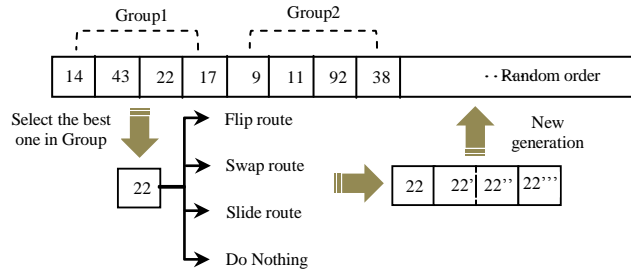 Group1 Group2
14 43 22 17 9 11 92 38 ····Random order
Select the best
one in Group
Flip route
New
generation
Swap route
22
22 22' 22'' 22'''
Slide route
Do Nothing